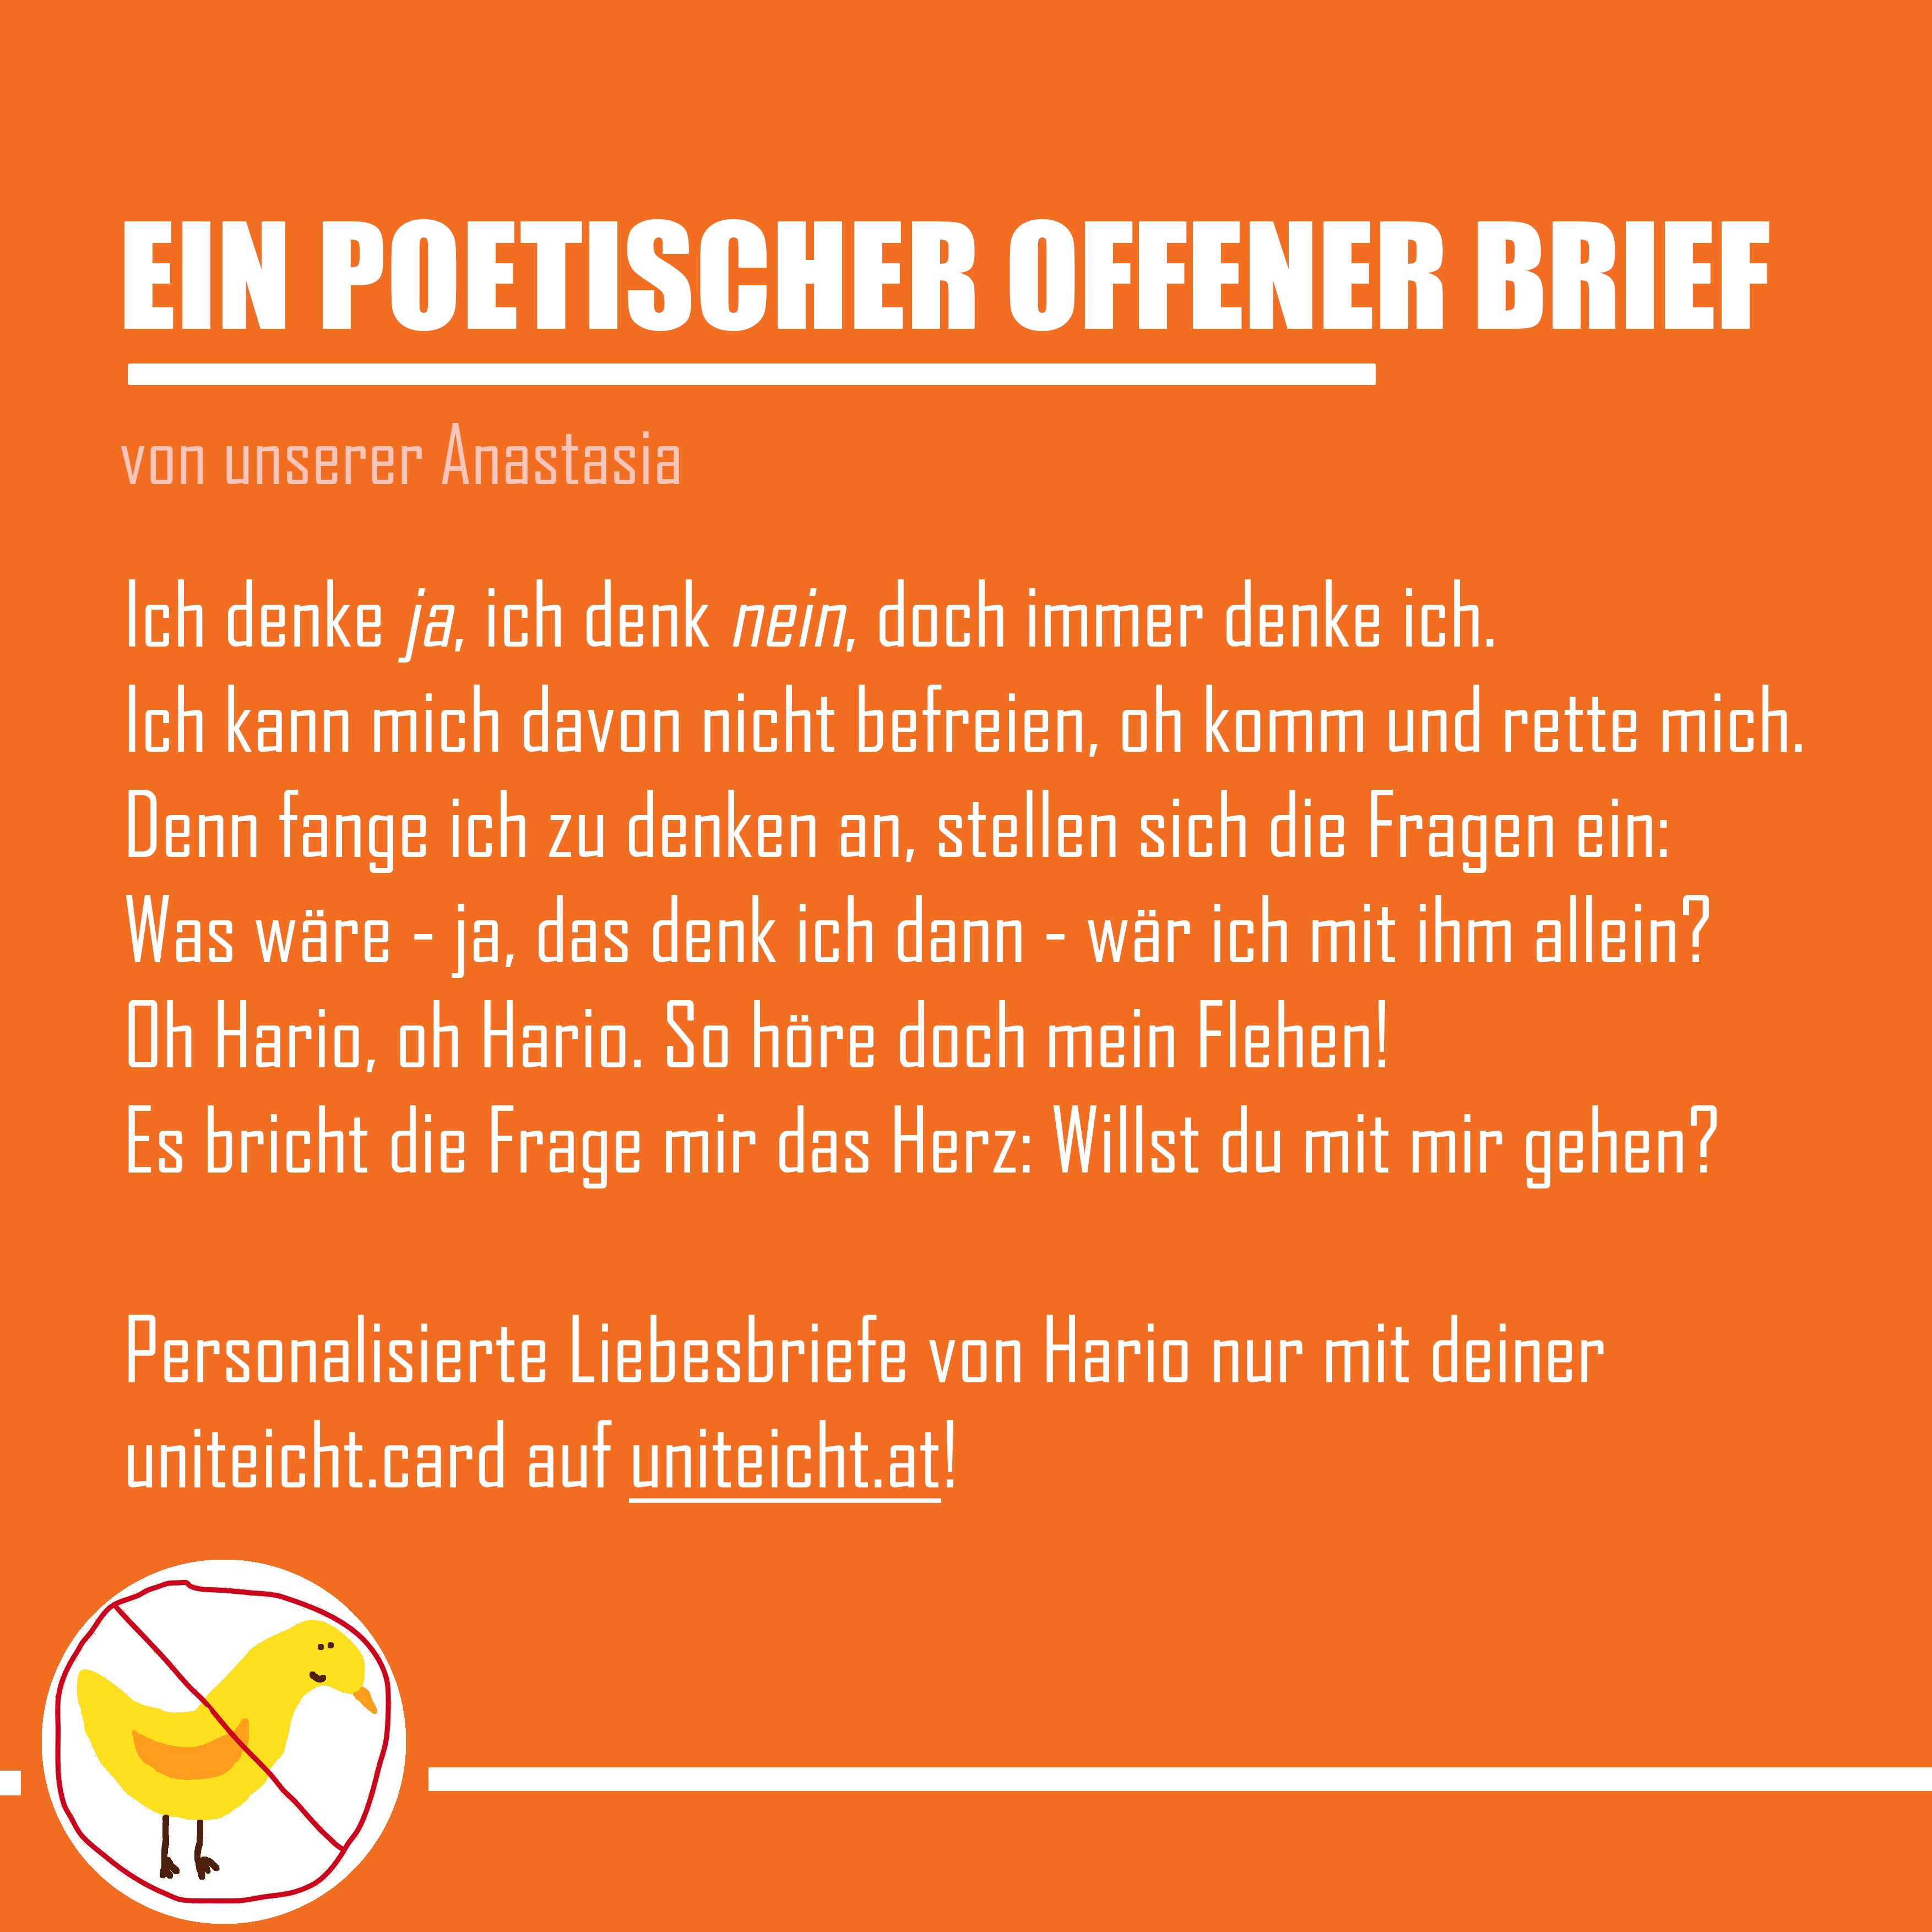 EIN POETISCHER OFFENER BRIEF
von unserer Anastasia
Ich denke ja, ich denk nein, doch immer denke ich.
Ich kann mich davon nicht befreien, oh komm und rette mich.
Denn fange ich zu denken an, stellen sich die Fragen ein:
Was wäre - ja, das denk ich dann - wär ich mit ihm allein?
Oh Hario, oh Hario. So höre doch mein Flehen!
Es bricht die Frage mir das Herz: Willst du mit mir gehen?
Personalisierte Liebesbriefe von Hario nur mit deiner
uniteicht.card auf uniteicht.at!